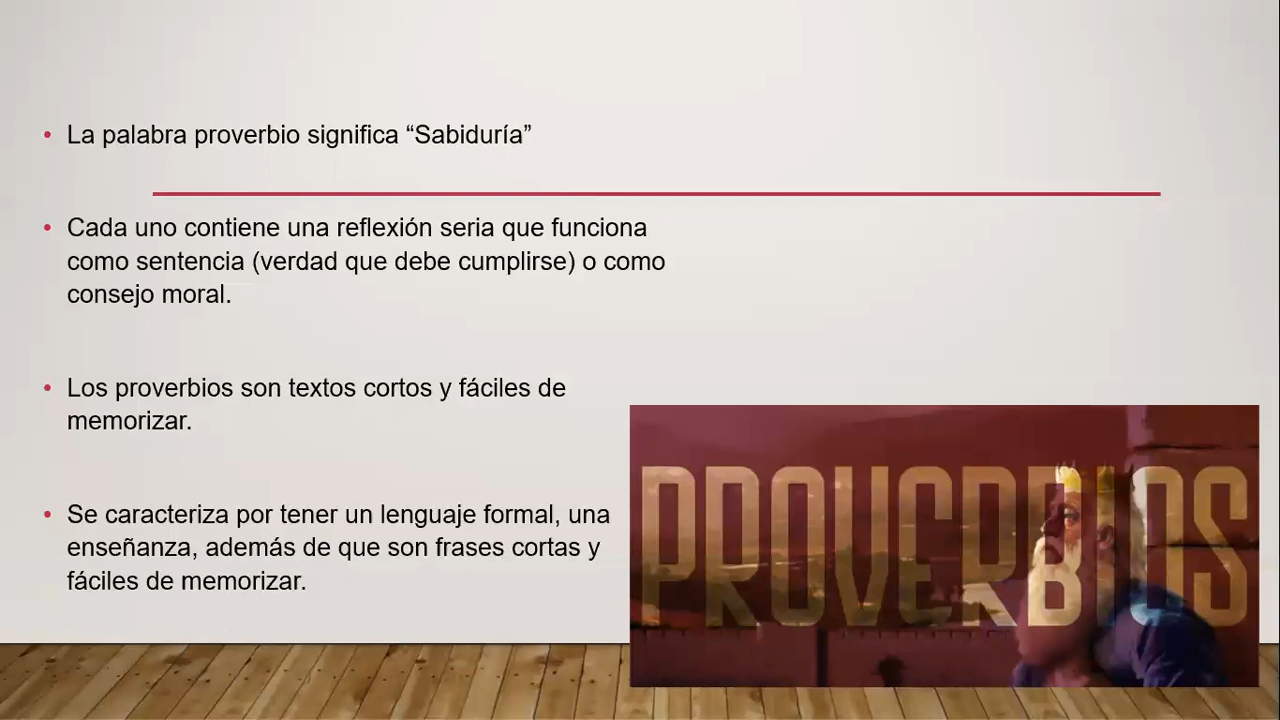 • La palabra proverbio significa “Sabiduría”
• Cada uno contiene una reflexión seria que funciona
como sentencia (verdad que debe cumplirse) o como
consejo moral.
• Los proverbios son textos cortos y fáciles de
memorizar.
• Se caracteriza por tener un lenguaje formal, una
enseñanza, además de que son frases cortas y
fáciles de memorizar.
PROVERBIOS